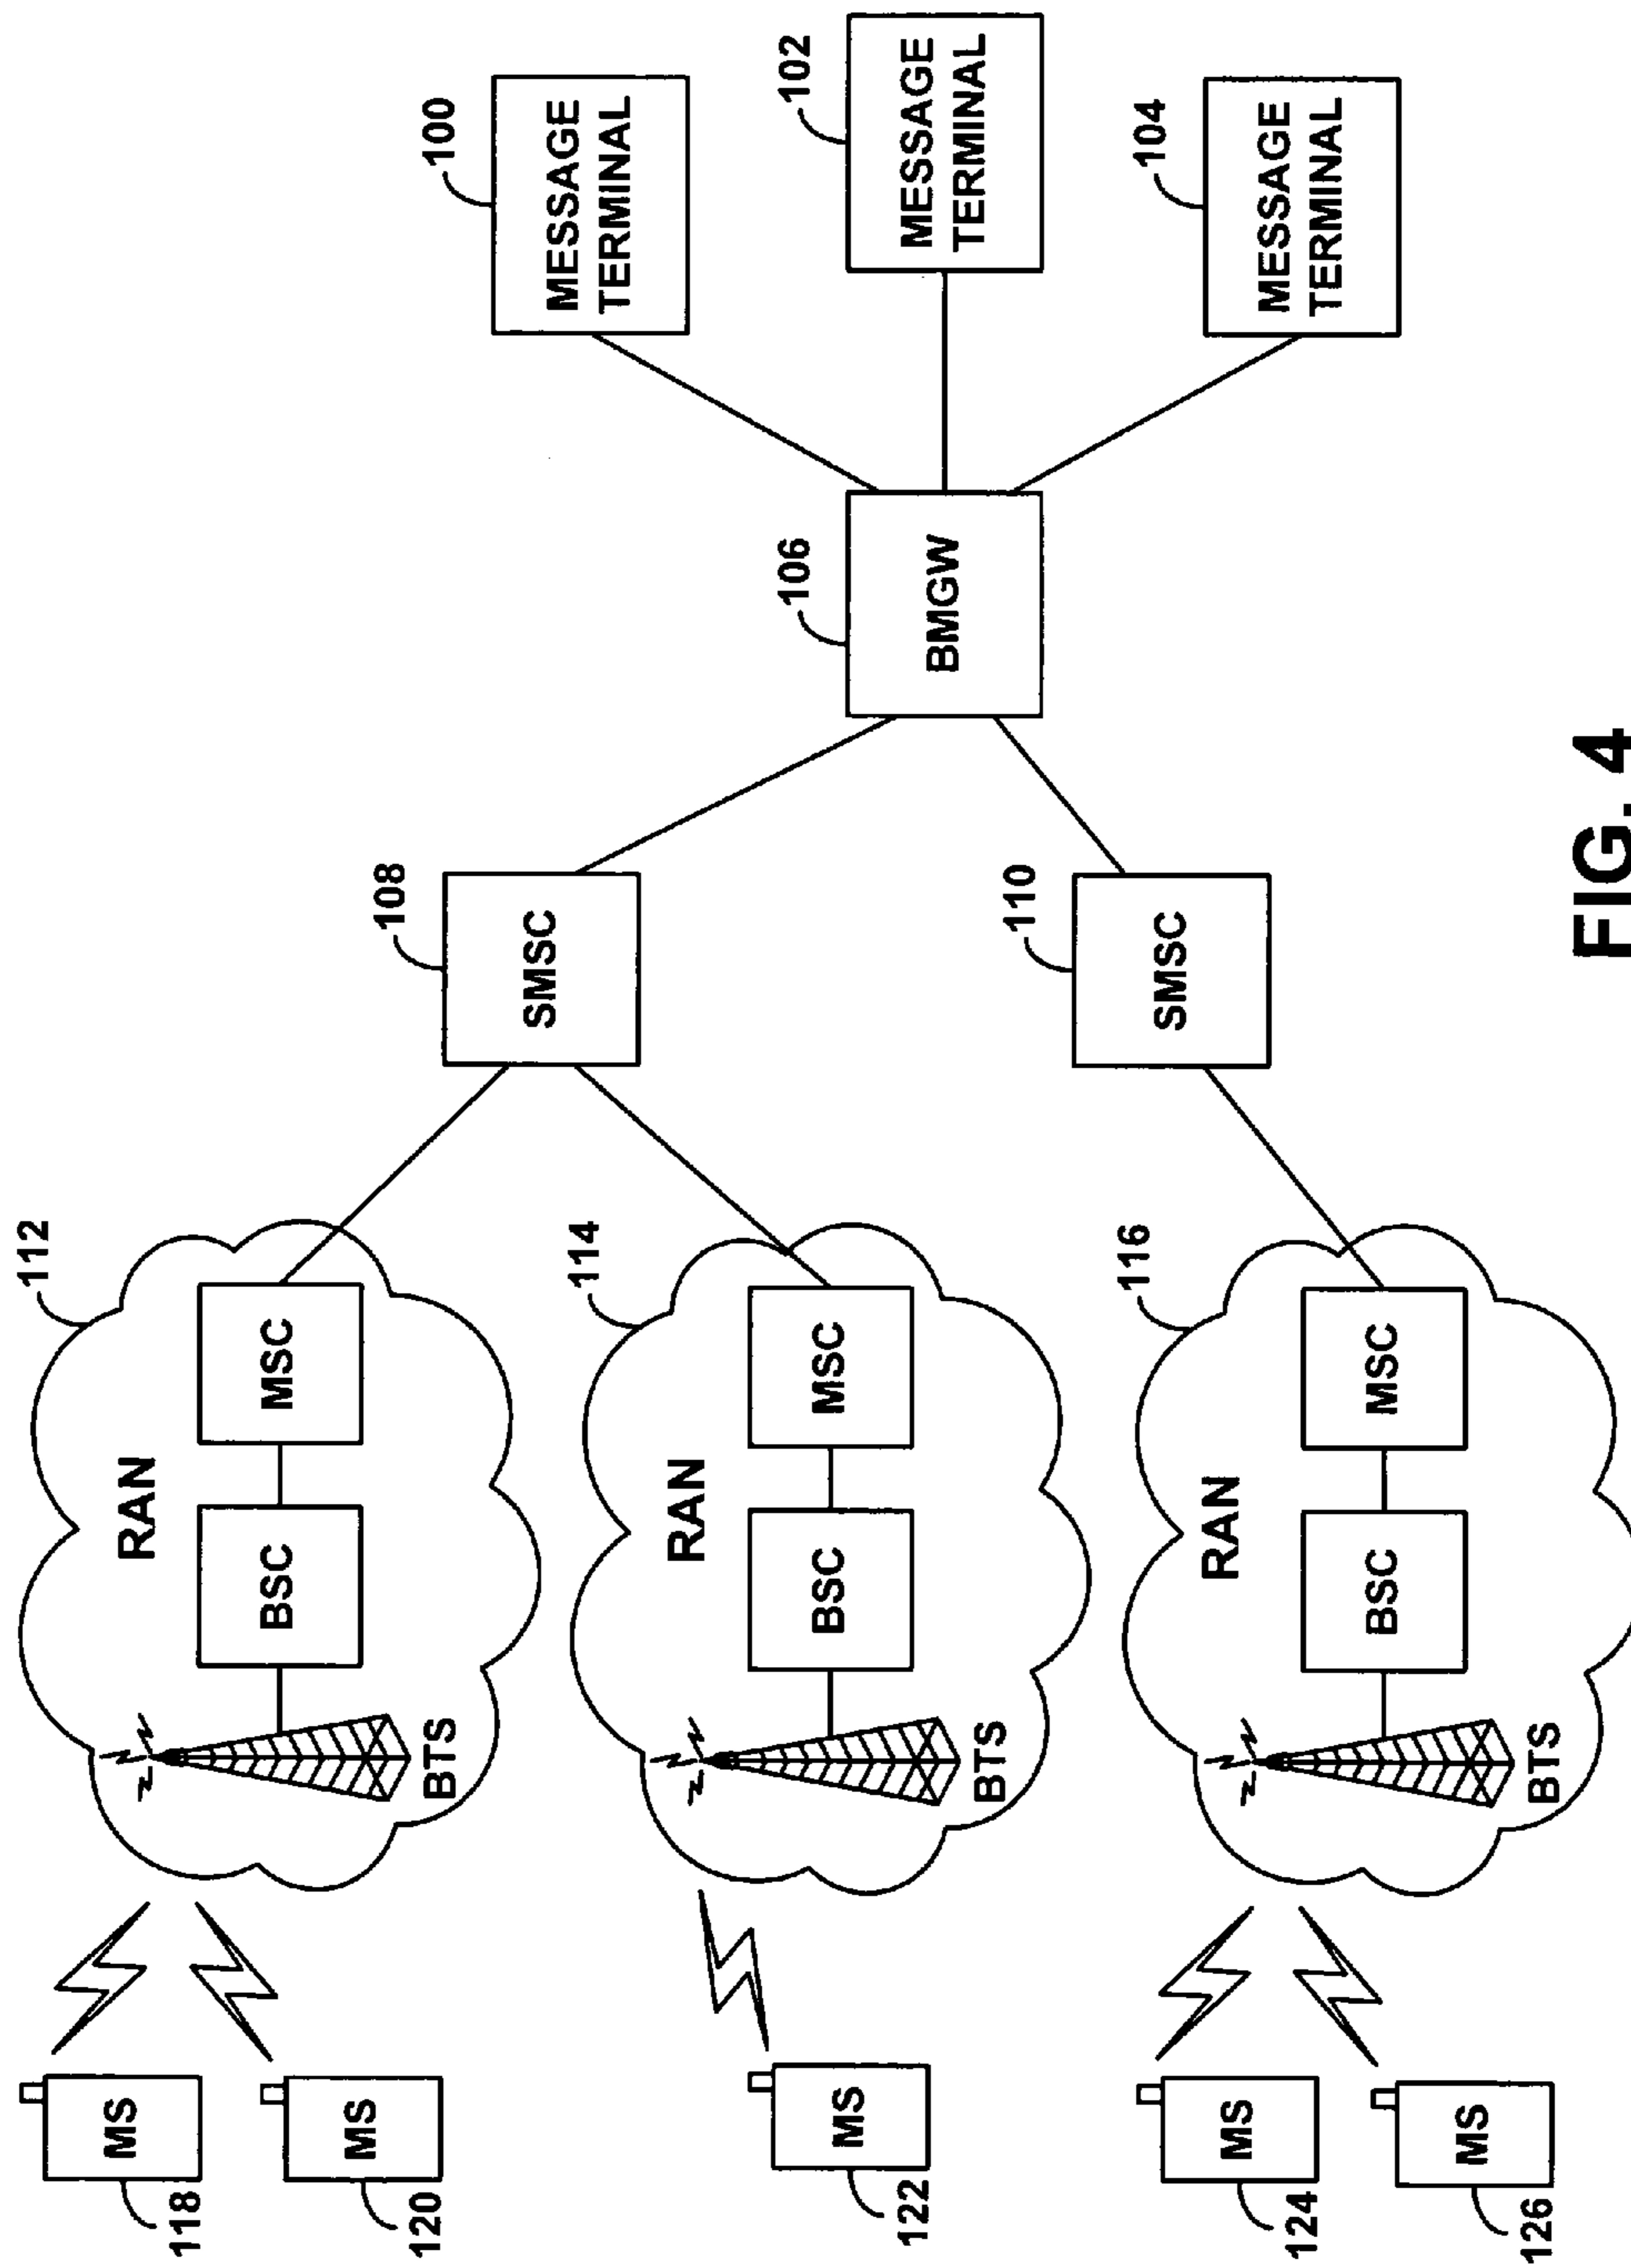 112
RAN
BSC
MSC
BTS
MS
118
MS
120
114
RAN
BSC
MSC
BTS
MS
122
116
RAN
BSC
MSC
BTS
MS
124
MS
126
108
SMSC
110
SMSC
106
BMGW
100
MESSAGE
TERMINAL
102
MESSAGE
TERMINAL
104
MESSAGE
TERMINAL
FIG. 4